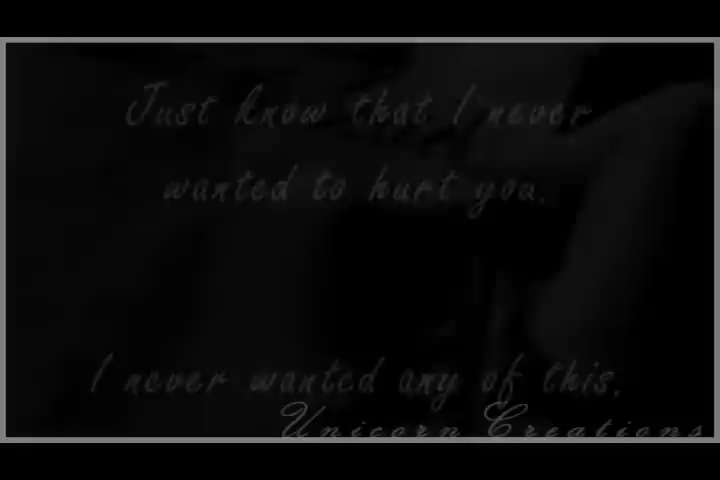 Just know that I never
wanted to hurt you.
I never wanted any of this.
Unicorn Creations